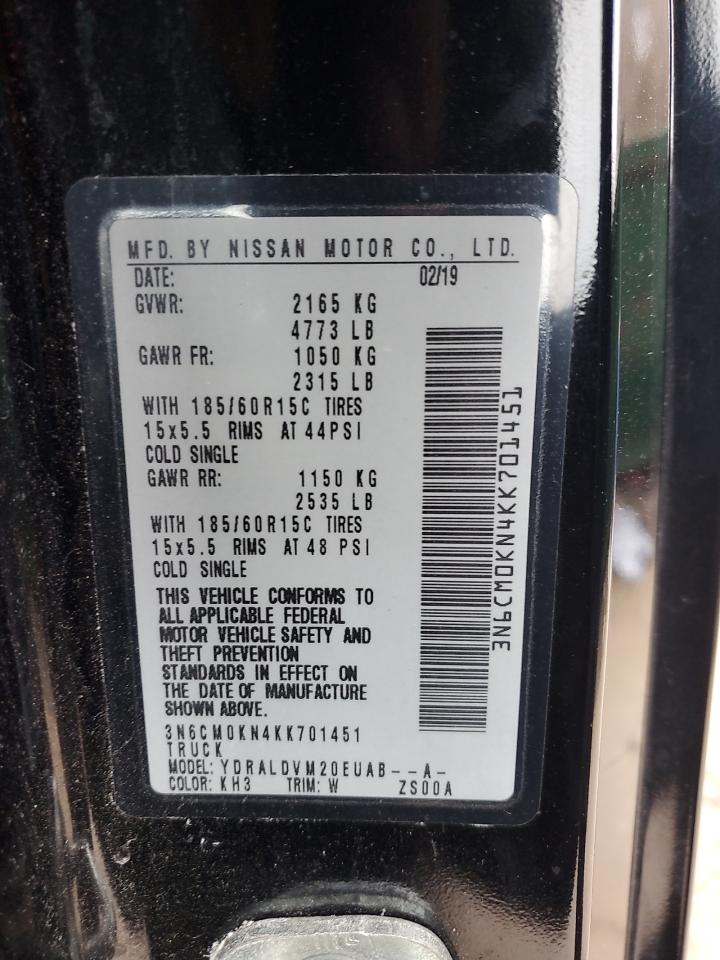 MFD. BY NISSAN MOTOR CO., LTD.
DATE: 02/19
GVWR: 2165 KG
4773 LB
GAWR FR: 1050 KG
2315 LB
WITH 185/60R15C TIRES
15x5.5 RIMS AT 44PSI
COLD SINGLE
GAWR RR: 1150 KG
2535 LB
WITH 185/60R15C TIRES
15x5.5 RIMS AT 48 PSI
COLD SINGLE
THIS VEHICLE CONFORMS TO
ALL APPLICABLE FEDERAL
MOTOR VEHICLE SAFETY AND
THEFT PREVENTION
STANDARDS IN EFFECT ON
THE DATE OF MANUFACTURE
SHOWN ABOVE.
3N6CM0KN4KK701451
TRUCK
MODEL: YDRALDVM20EUAB--A-
COLOR: KH3 TRIM: W ZS00A
3N6CM0KN4KK701451